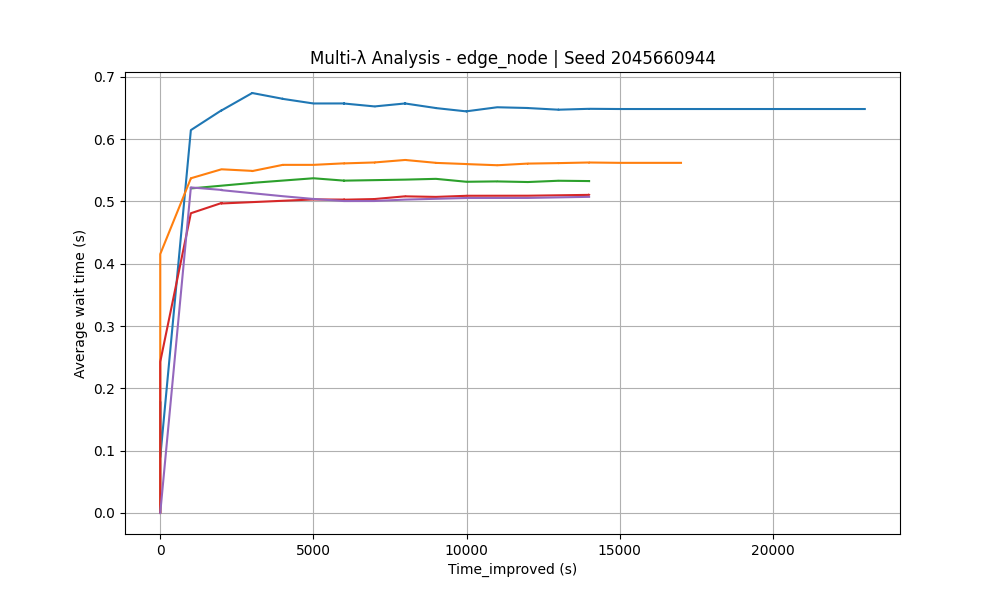 Multi-λ Analysis - edge_node | Seed 2045660944
0.7
0.6
0.5
0.4
0.3
0.2
0.1
0.0
Average wait time (s)
0 5000 10000 15000 20000
Time_improved (s)